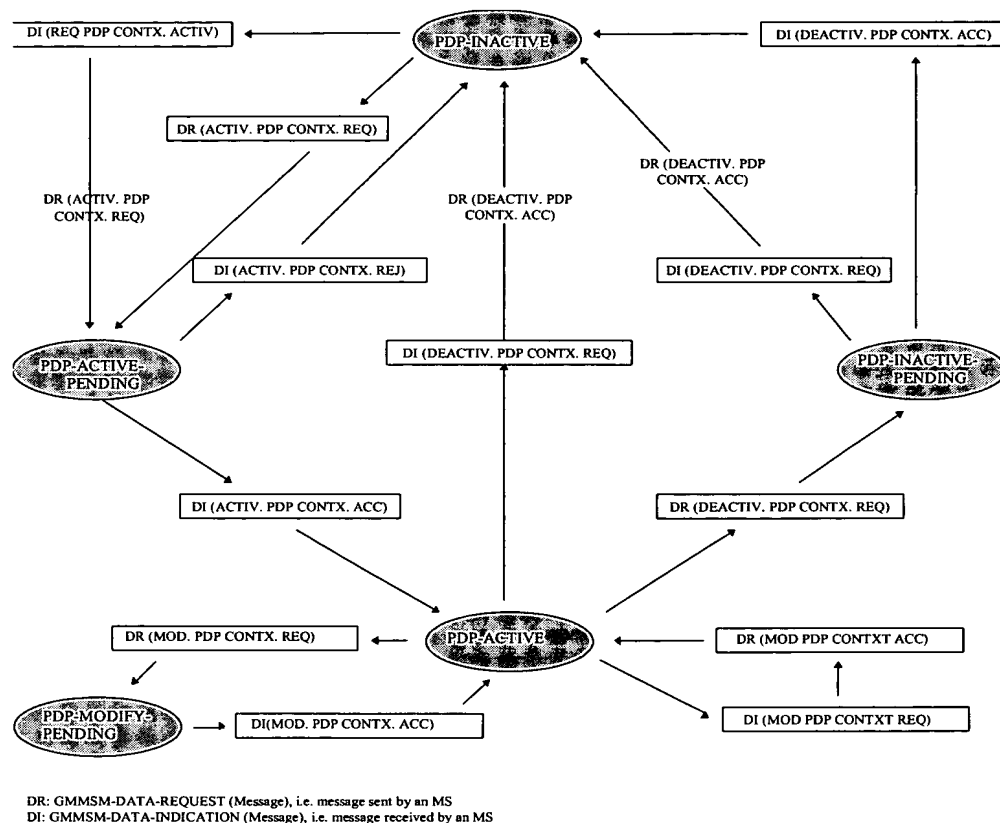 DI (REQ PDP CONTX. ACTIV)
PDP-INACTIVE
DI (DEACTIV. PDP CONTX. ACC)
DR (ACTIV. PDP CONTX. REQ)
DR (DEACTIV. PDP
CONTX. ACC)
DR (ACTIV. PDP
CONTX. REQ)
DR (DEACTIV. PDP
CONTX. ACC)
DI (ACTIV. PDP CONTX. REJ)
DI (DEACTIV. PDP CONTX. REQ)
DI (DEACTIV. PDP CONTX. REQ)
PDP-ACTIVE-
PENDING
PDP-INACTIVE-
PENDING
DI (ACTIV. PDP CONTX. ACC)
DR (DEACTIV. PDP CONTX. REQ)
DR (MOD. PDP CONTX. REQ)
PDP-ACTIVE
DR (MOD PDP CONTXT ACC)
PDP-MODIFY-
PENDING
DI(MOD. PDP CONTX. ACC)
DI (MOD PDP CONTXT REQ)
DR: GMMSM-DATA-REQUEST (Message), i.e. message sent by an MS
DI: GMMSM-DATA-INDICATION (Message), i.e. message received by an MS